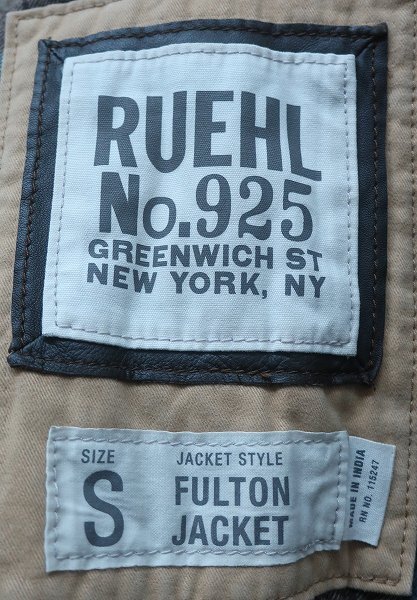 RUEHL
No.925
GREENWICH ST
NEW YORK, NY
SIZE
S
JACKET STYLE
FULTON
JACKET
MADE IN INDIA
RN NO. 115247